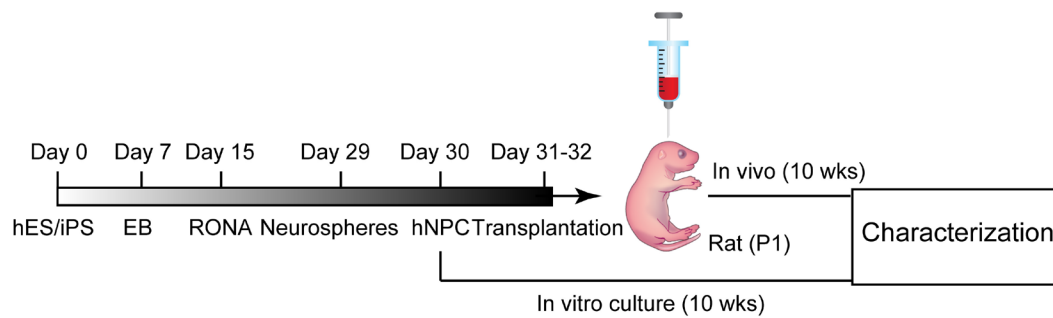 Day 0 Day 7 Day 15 Day 29 Day 30 Day 31-32
hES/iPS EB RONA Neurospheres hNPC Transplantation
In vivo (10 wks)
Rat (P1)
Characterization
In vitro culture (10 wks)